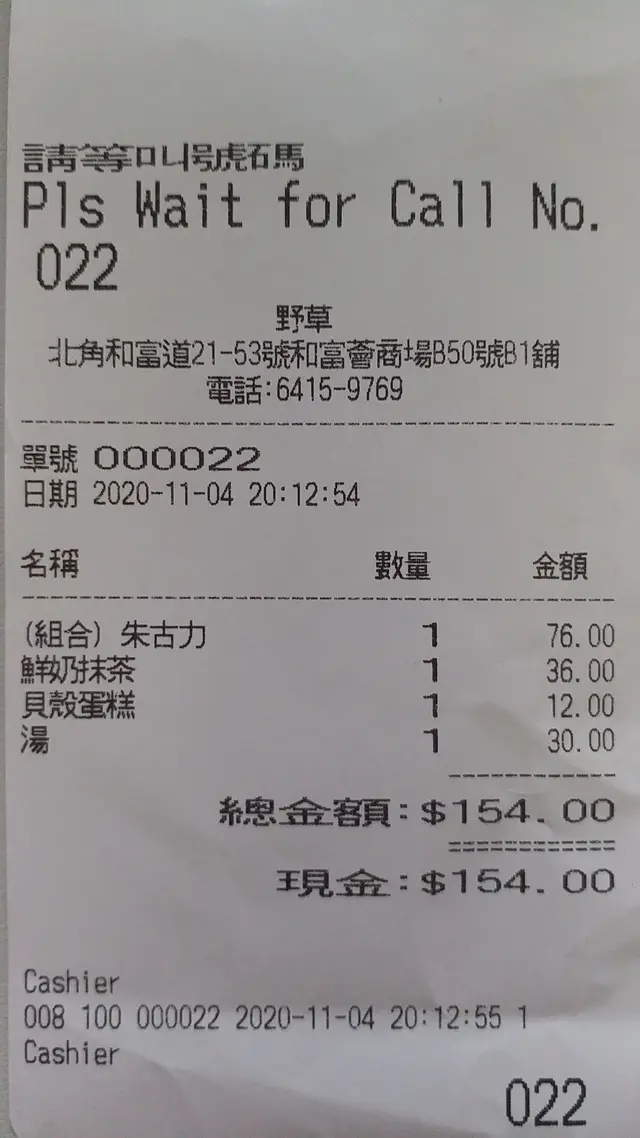 請等叫號碼
Pls Wait for Call No.
022
野草
北角和富道21-53號和富薈商場B50號B1舖
電話:6415-9769
單號 000022
日期 2020-11-04 20:12:54
名稱 數量 金額
(組合) 朱古力 1 76.00
鮮奶抹茶 1 36.00
貝殼蛋糕 1 12.00
湯 1 30.00
總金額:$154.00
現金:$154.00
Cashier
008 100 000022 2020-11-04 20:12:55 1
Cashier
022